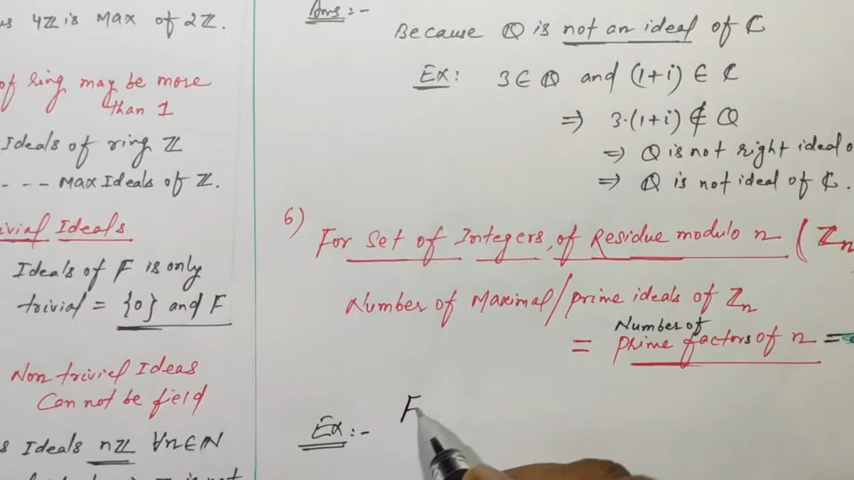 4ℤ is Max of 2ℤ.
of ring may be more
than 1
Ideals of ring ℤ
- - - Max Ideals of ℤ.
Ideals
Ideals of F is only
trivial = {0} and F
Non trivial Ideas
Can not be field
Ideals nℤ ∀n∈ℕ
Ans:-
Because ℚ is not an ideal of ℂ
Ex: 3∈ℚ and (1+i) ∈ ℂ
⇒ 3·(1+i) ∉ ℚ
⇒ ℚ is not right ideal
⇒ ℚ is not ideal of ℂ.
6) For Set of Integers, of Residue modulo n (ℤn
Number of Maximal/prime ideals of ℤn
= Number of prime factors of n =
Ex:- F